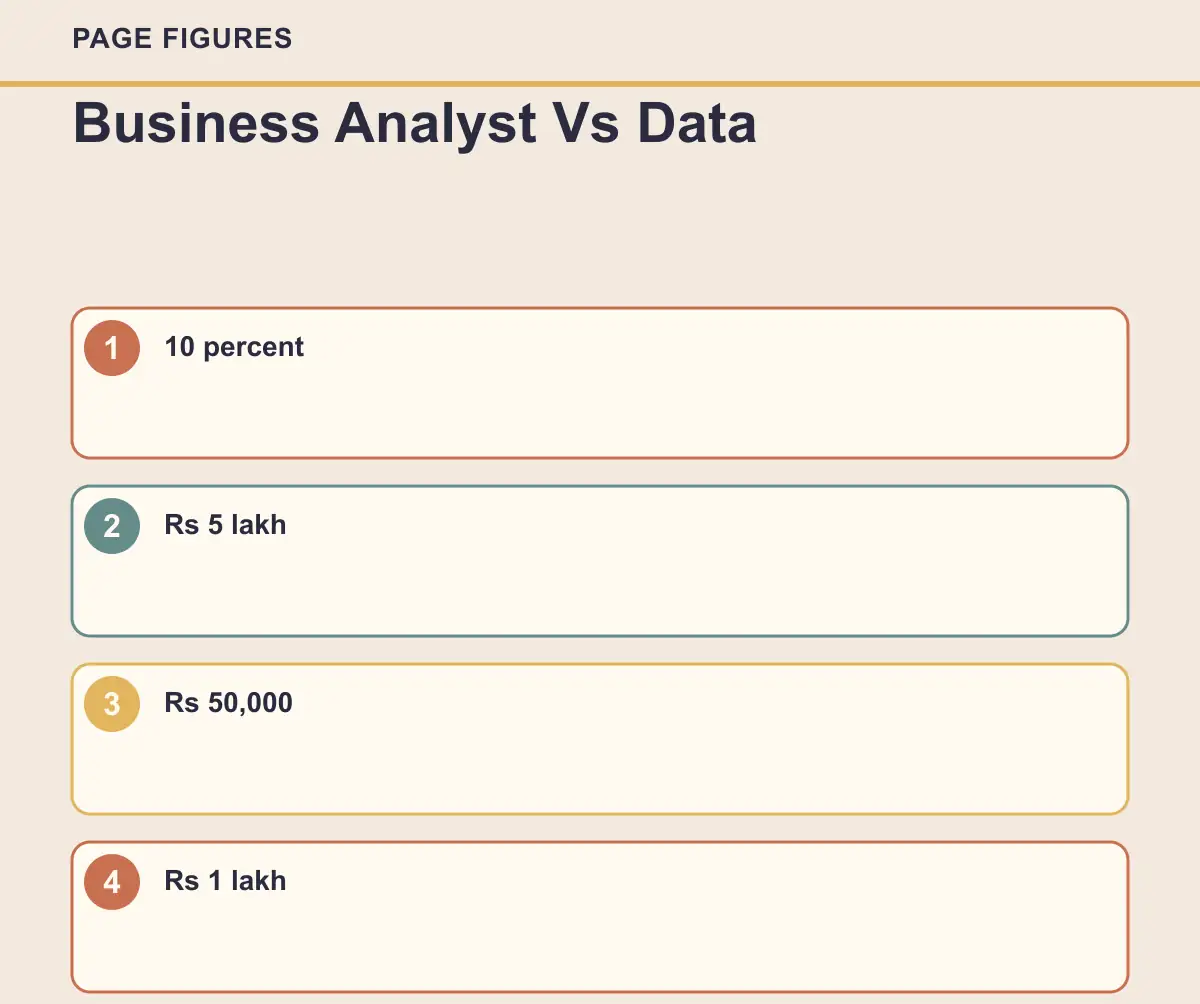 PAGE FIGURES
Business Analyst Vs Data
1 10 percent
2 Rs 5 lakh
3 Rs 50,000
4 Rs 1 lakh